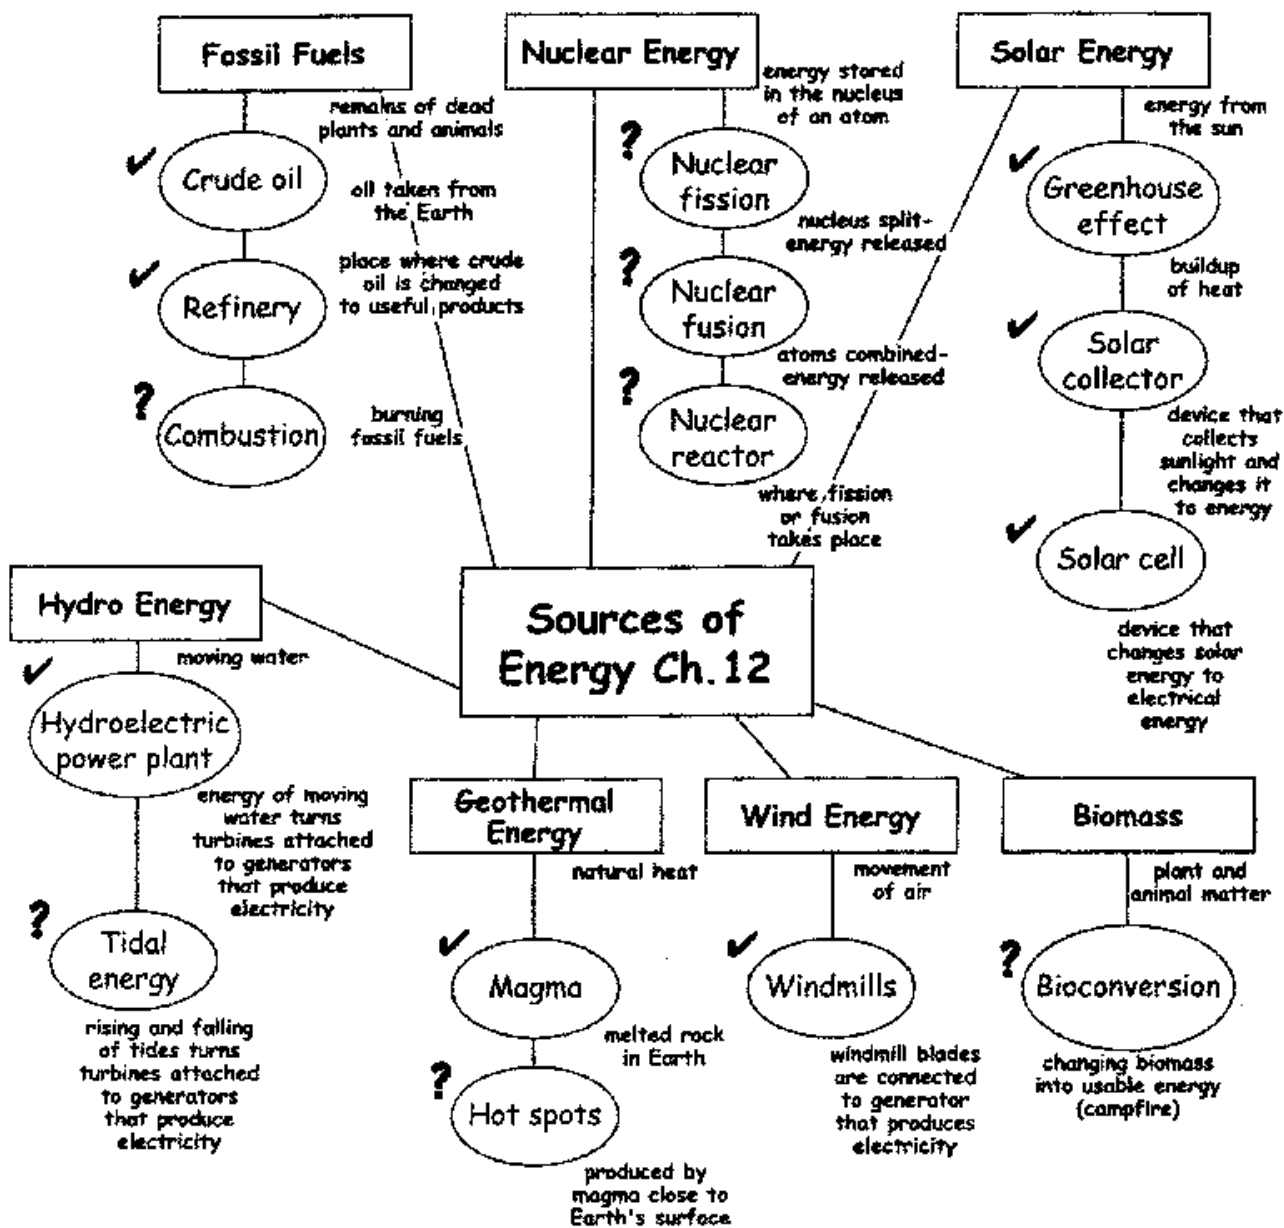 Fossil Fuels
remains of dead
plants and animals
✓
Crude oil
oil taken from
the Earth
✓
Refinery
place where crude
oil is changed
to useful products
?
Combustion
burning
fossil fuels
Nuclear Energy
energy stored
in the nucleus
of an atom
?
Nuclear
fission
nucleus split-
energy released
?
Nuclear
fusion
atoms combined-
energy released
?
Nuclear
reactor
where fission
or fusion
takes place
Solar Energy
energy from
the sun
✓
Greenhouse
effect
buildup
of heat
✓
Solar
collector
device that
collects
sunlight and
changes it
to energy
✓
Solar cell
device that
changes solar
energy to
electrical
energy
Sources of
Energy Ch.12
Hydro Energy
moving water
✓
Hydroelectric
power plant
energy of moving
water turns
turbines attached
to generators
that produce
electricity
?
Tidal
energy
rising and falling
of tides turns
turbines attached
to generators
that produce
electricity
Geothermal
Energy
natural heat
✓
Magma
melted rock
in Earth
?
Hot spots
produced by
magma close to
Earth's surface
Wind Energy
movement
of air
✓
Windmills
windmill blades
are connected
to generator
that produces
electricity
Biomass
plant and
animal matter
?
Bioconversion
changing biomass
into usable energy
(campfire)